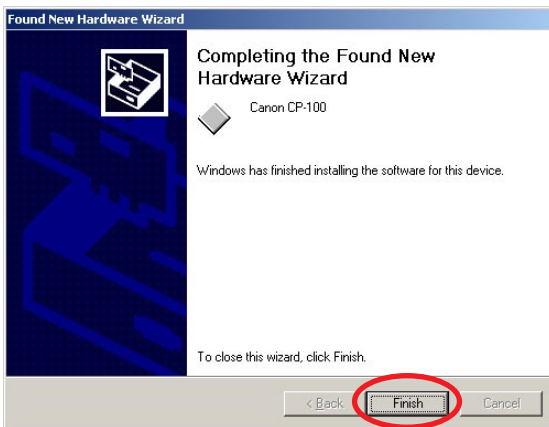 Found New Hardware Wizard
Completing the Found New
Hardware Wizard
Canon CP-100
Windows has finished installing the software for this device.
To close this wizard, click Finish.
< Back
Finish
Cancel